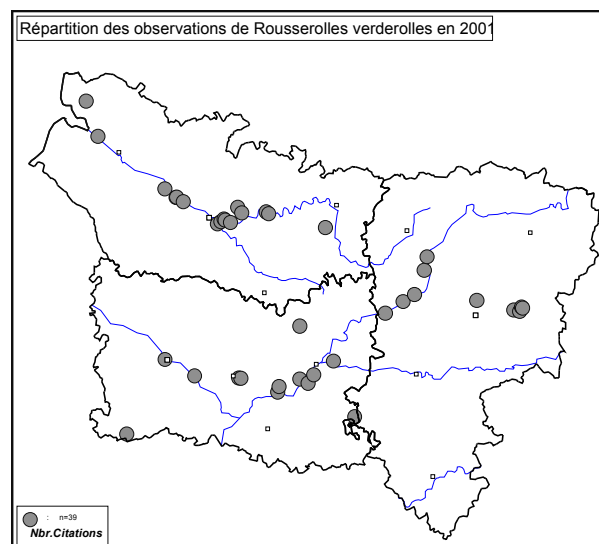 Répartition des observations de Rousserolles verderolles en 2001
: n=39
Nbr.Citations